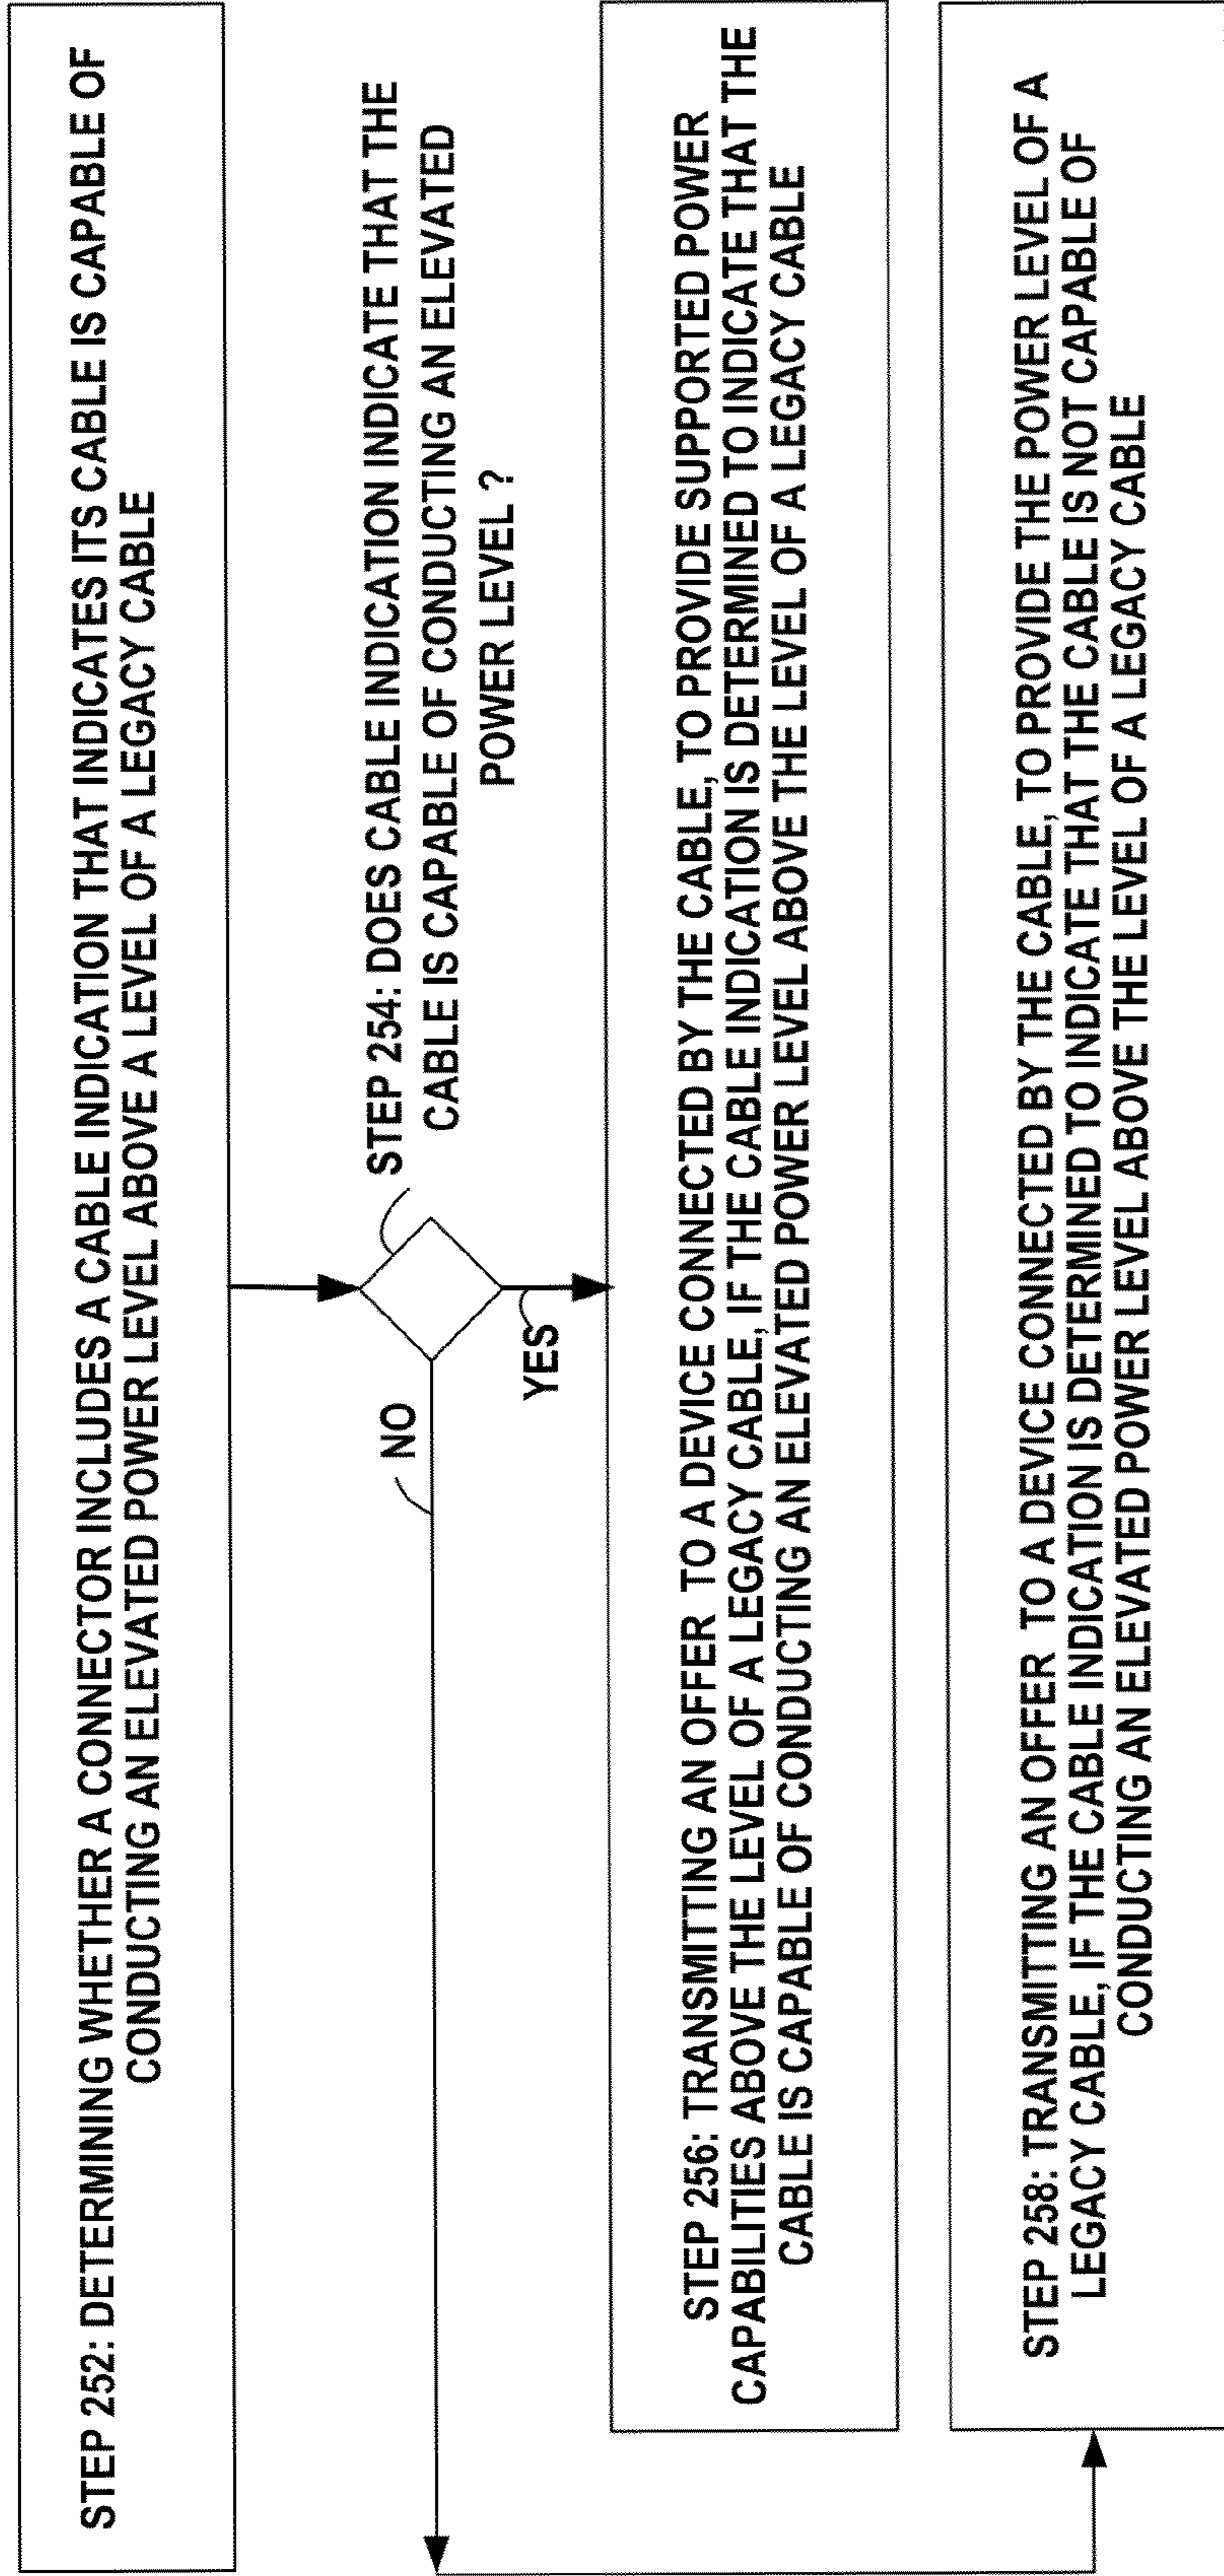 STEP 252: DETERMINING WHETHER A CONNECTOR INCLUDES A CABLE INDICATION THAT INDICATES ITS CABLE IS CAPABLE OF
CONDUCTING AN ELEVATED POWER LEVEL ABOVE A LEVEL OF A LEGACY CABLE
STEP 254: DOES CABLE INDICATION INDICATE THAT THE
CABLE IS CAPABLE OF CONDUCTING AN ELEVATED
POWER LEVEL ?
NO
YES
STEP 256: TRANSMITTING AN OFFER TO A DEVICE CONNECTED BY THE CABLE, TO PROVIDE SUPPORTED POWER
CAPABILITIES ABOVE THE LEVEL OF A LEGACY CABLE, IF THE CABLE INDICATION IS DETERMINED TO INDICATE THAT THE
CABLE IS CAPABLE OF CONDUCTING AN ELEVATED POWER LEVEL ABOVE THE LEVEL OF A LEGACY CABLE
STEP 258: TRANSMITTING AN OFFER TO A DEVICE CONNECTED BY THE CABLE, TO PROVIDE THE POWER LEVEL OF A
LEGACY CABLE, IF THE CABLE INDICATION IS DETERMINED TO INDICATE THAT THE CABLE IS NOT CAPABLE OF
CONDUCTING AN ELEVATED POWER LEVEL ABOVE THE LEVEL OF A LEGACY CABLE